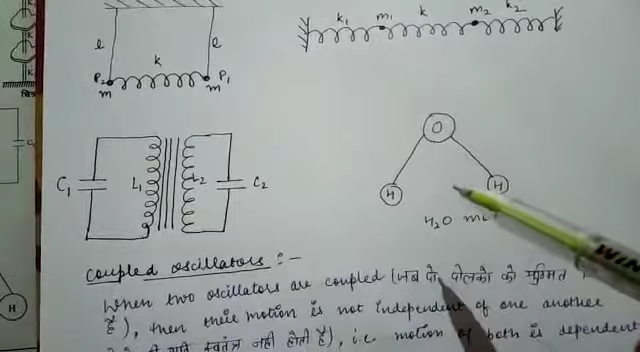 k₁ m₁ k m₂ k₂
l l
k
P₂ P₁
m m
C₁ L₁ L₂ C₂
O
H H
H₂O
H
Coupled oscillators :-
When two oscillators are coupled (जब दो दोलकों को युग्मित
है), then their motion is not independent of one another
स्वतंत्र नही होती है), i.e. motion of both is dependent